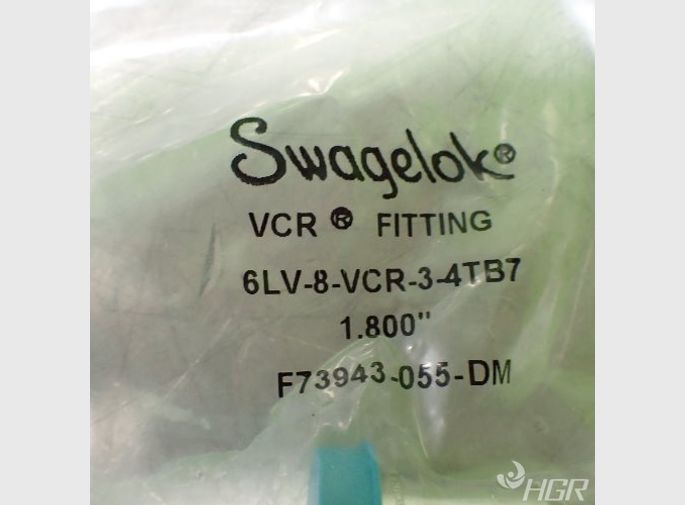 Swagelok®
VCR® FITTING
6LV-8-VCR-3-4TB7
1.800"
F73943-055-DM
HGR